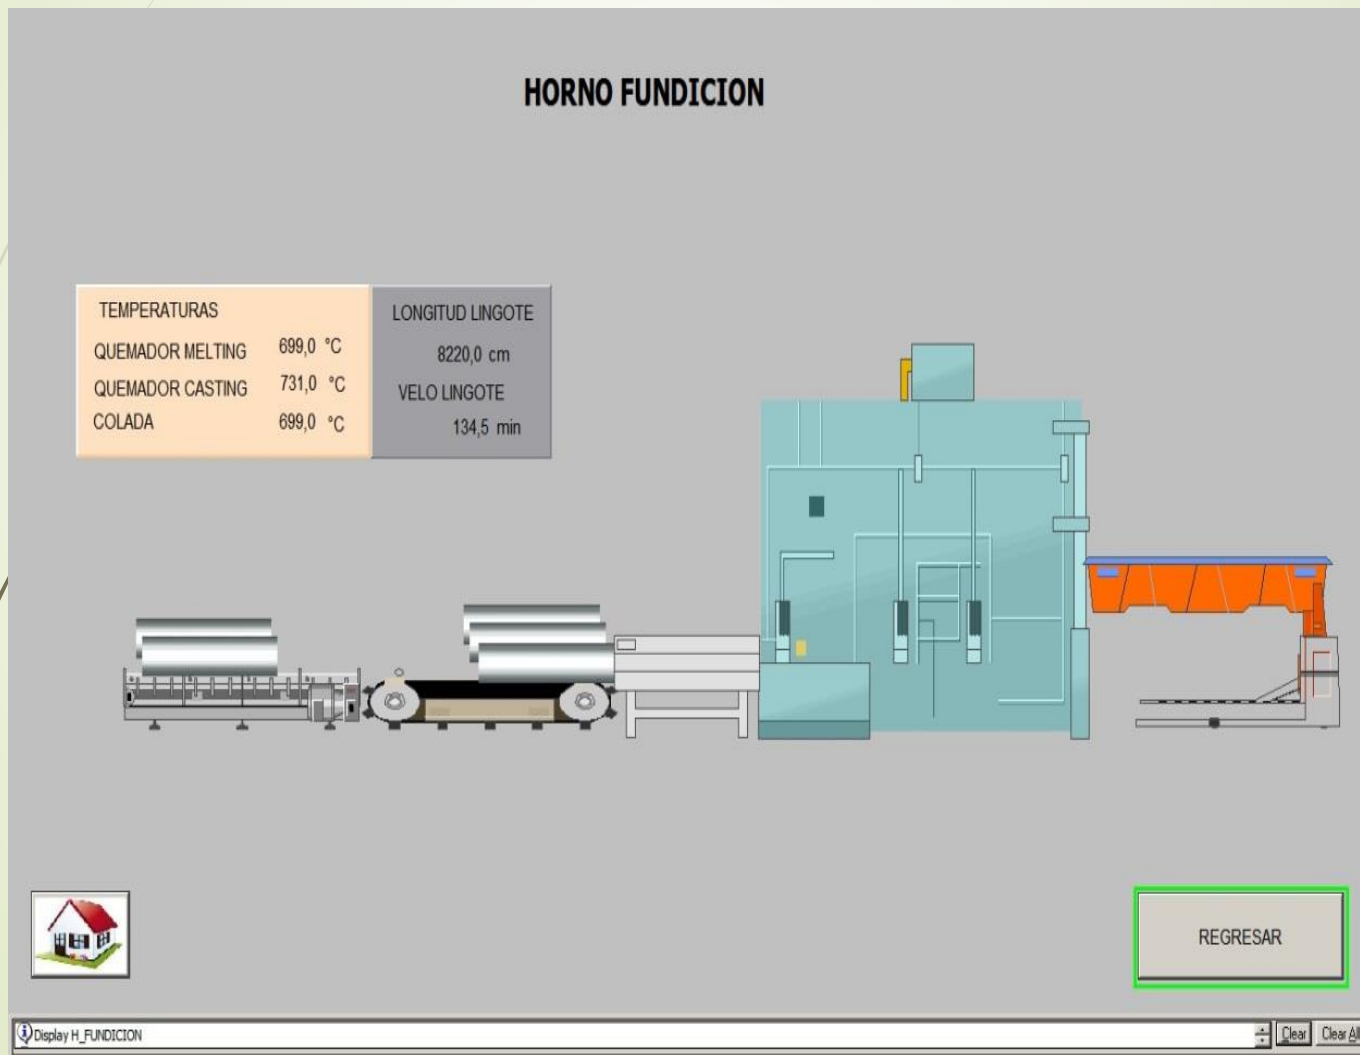 HORNO FUNDICION
TEMPERATURAS
QUEMADOR MELTING 699,0 °C
QUEMADOR CASTING 731,0 °C
COLADA 699,0 °C
LONGITUD LINGOTE
8220,0 cm
VELO LINGOTE
134,5 min
REGRESAR
Display H_FUNDICION
Clear Clear All